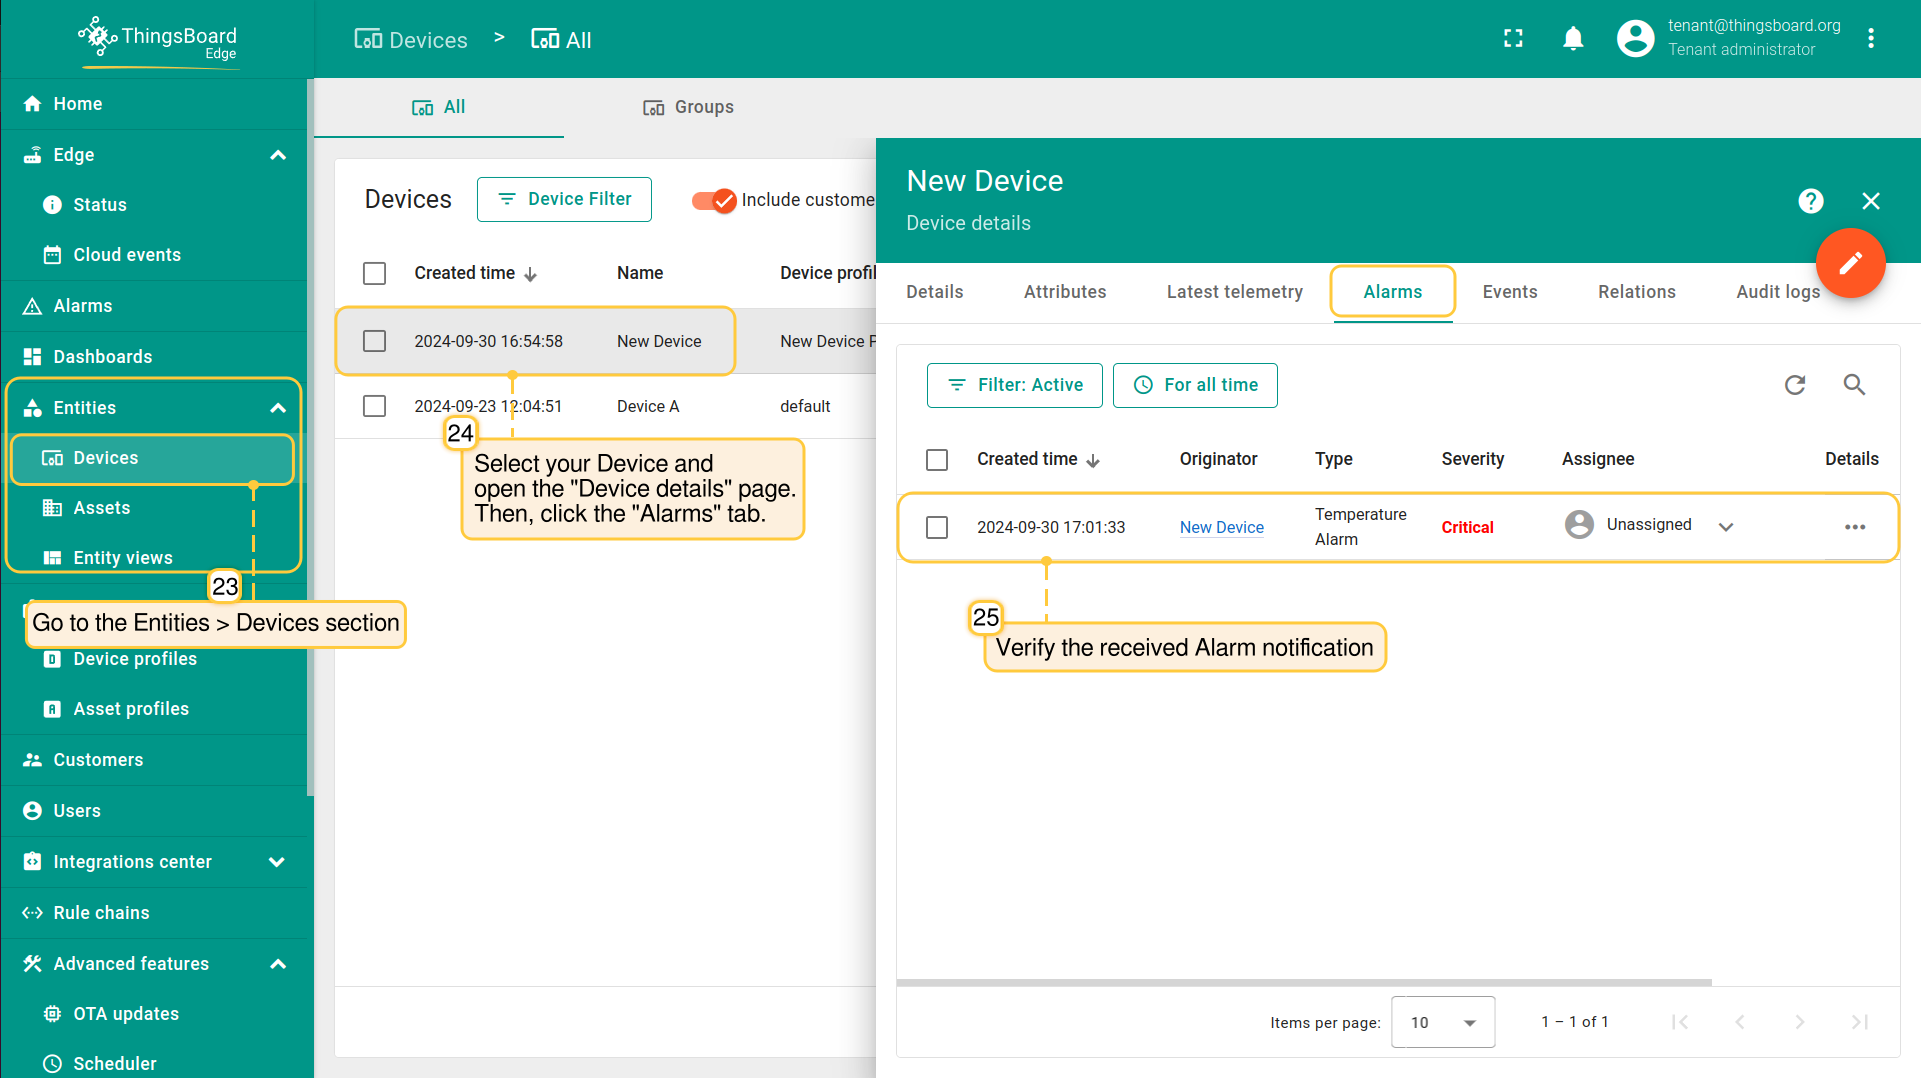 ThingsBoard
Edge
Devices > All
tenant@thingsboard.org
Tenant administrator
Home
Edge
Status
Cloud events
Alarms
Dashboards
Entities
Devices
Assets
Entity views
23
Go to the Entities > Devices section
Device profiles
Asset profiles
Customers
Users
Integrations center
Rule chains
Advanced features
OTA updates
Scheduler
All
Groups
Devices
Device Filter
Include custome
Created time
Name
Device profil
2024-09-30 16:54:58
New Device
New Device P
2024-09-23 12:04:51
Device A
default
24
Select your Device and
open the "Device details" page.
Then, click the "Alarms" tab.
New Device
Device details
Details
Attributes
Latest telemetry
Alarms
Events
Relations
Audit logs
Filter: Active
For all time
Created time
Originator
Type
Severity
Assignee
Details
2024-09-30 17:01:33
New Device
Temperature
Alarm
Critical
Unassigned
25
Verify the received Alarm notification
Items per page:
10
1 – 1 of 1